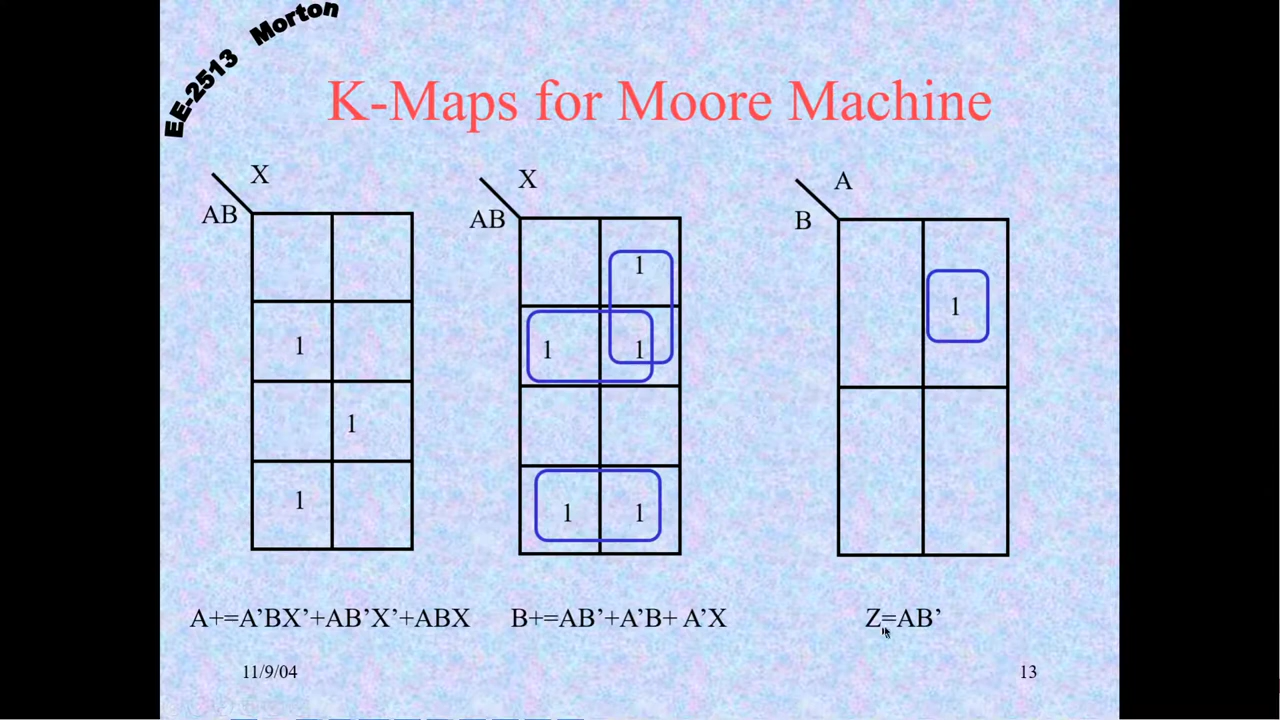 EE-2513 Morton
K-Maps for Moore Machine
X
AB
1
1
1
X
AB
1
1
1
1
1
A
B
1
A+=A’BX’+AB’X’+ABX
B+=AB’+A’B+ A’X
Z=AB’
11/9/04
13